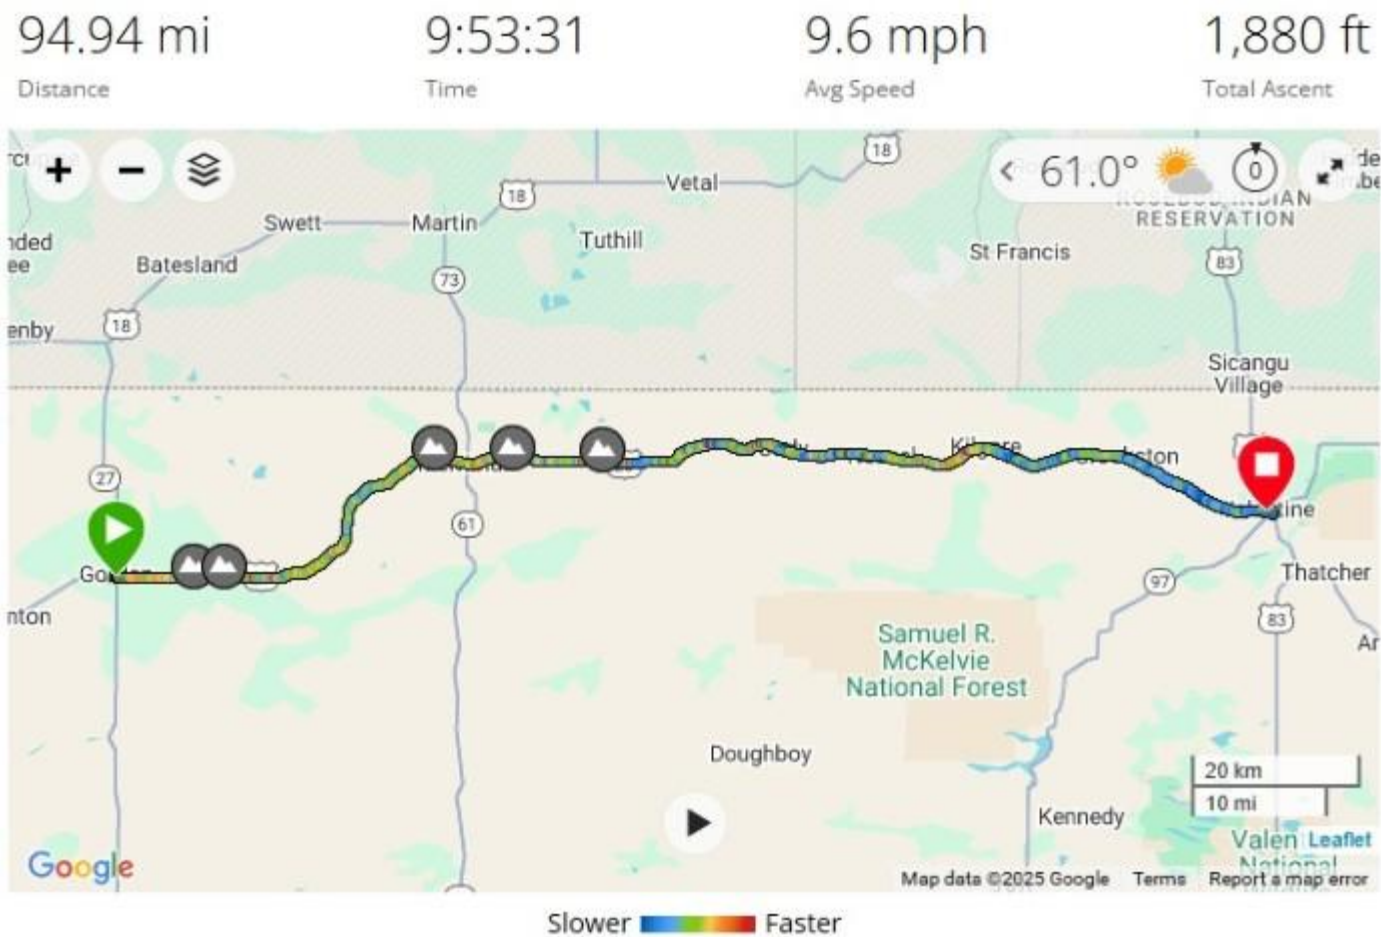 94.94 mi
9:53:31
9.6 mph
1,880 ft
Distance
Time
Avg Speed
Total Ascent
+
−
18
61.0°
0
18
Vetal
INDIAN
RESERVATION
Swett
Martin
Tuthill
St Francis
Batesland
73
83
18
Sicangu
Village
27
61
97
Thatcher
83
Samuel R.
McKelvie
National Forest
Doughboy
20 km
10 mi
Kennedy
Valen
Leaflet
National
Google
Map data ©2025 Google
Terms
Report a map error
Slower
Faster